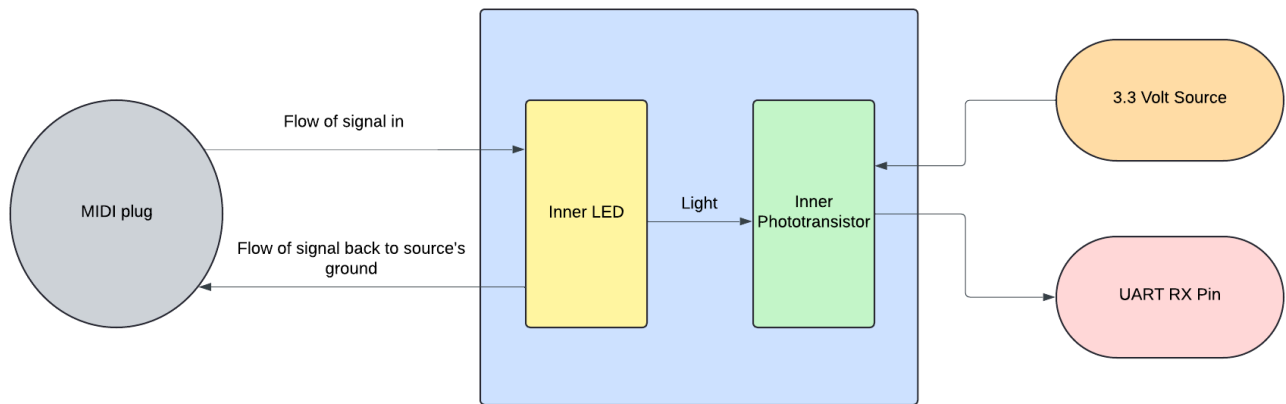 MIDI plug
Flow of signal in
Flow of signal back to source's
ground
Inner LED
Light
Inner
Phototransistor
3.3 Volt Source
UART RX Pin